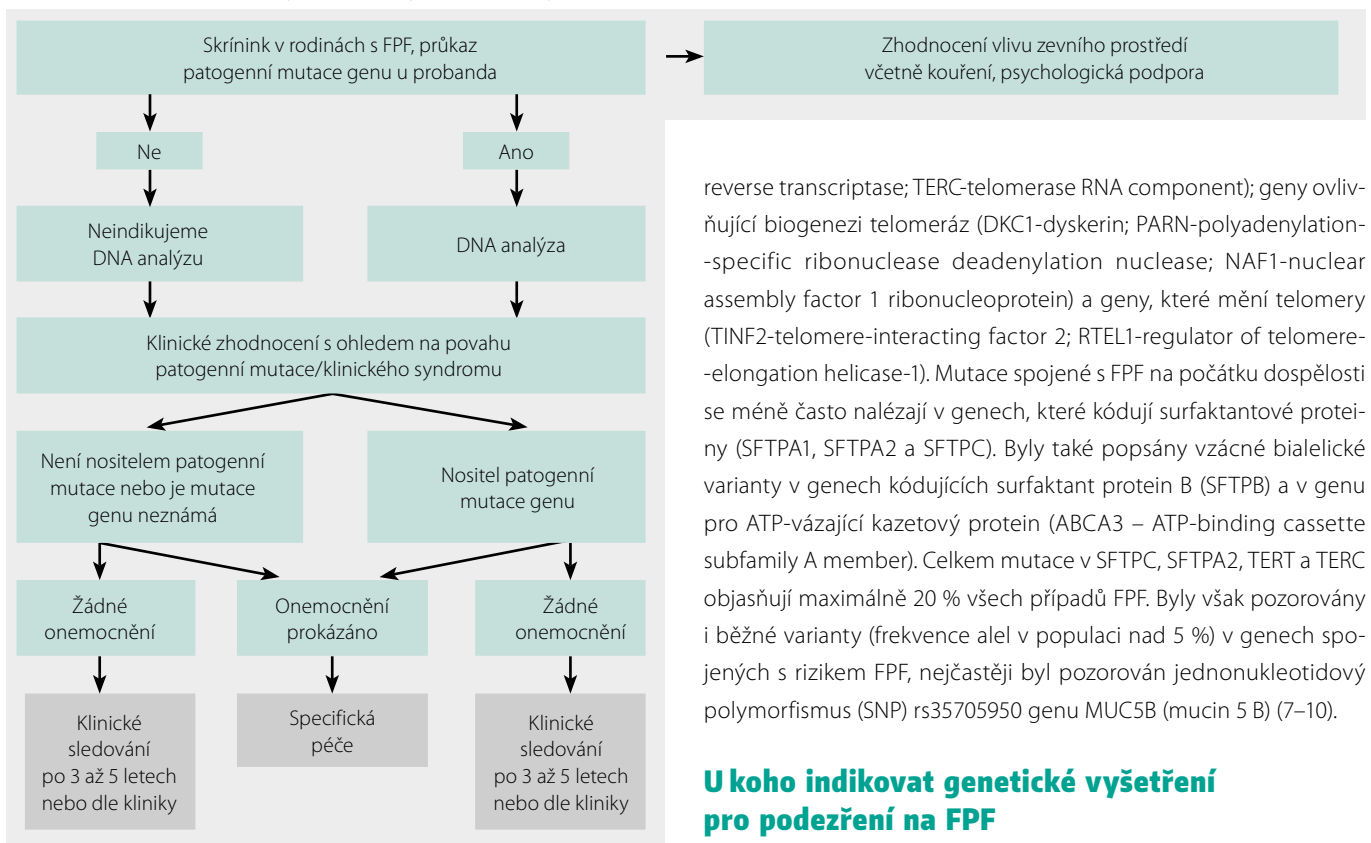 Skrínink v rodinách s FPF, průkaz
patogenní mutace genu u probanda
Zhodnocení vlivu zevního prostředí
včetně kouření, psychologická podpora
Ne
Ano
Neindikujeme
DNA analýzu
DNA analýza
Klinické zhodnocení s ohledem na povahu
patogenní mutace/klinického syndromu
Není nositelem patogenní
mutace nebo je mutace
genu neznámá
Nositel patogenní
mutace genu
Žádné
onemocnění
Onemocnění
prokázáno
Žádné
onemocnění
Klinické
sledování
po 3 až 5 letech
nebo dle kliniky
Specifická
péče
Klinické
sledování
po 3 až 5 letech
nebo dle kliniky
reverse transcriptase; TERC-telomerase RNA component); geny ovliv-
ňující biogenezi telomeráz (DKC1-dyskerin; PARN-polyadenylation-
-specific ribonuclease deadenylation nuclease; NAF1-nuclear
assembly factor 1 ribonucleoprotein) a geny, které mění telomery
(TINF2-telomere-interacting factor 2; RTEL1-regulator of telomere-
-elongation helicase-1). Mutace spojené s FPF na počátku dospělosti
se méně často nalézají v genech, které kódují surfaktantové protei-
ny (SFTPA1, SFTPA2 a SFTPC). Byly také popsány vzácné bialelické
varianty v genech kódujících surfaktant protein B (SFTPB) a v genu
pro ATP-vázající kazetový protein (ABCA3 – ATP-binding cassette
subfamily A member). Celkem mutace v SFTPC, SFTPA2, TERT a TERC
objasňují maximálně 20 % všech případů FPF. Byly však pozorovány
i běžné varianty (frekvence alel v populaci nad 5 %) v genech spo-
jených s rizikem FPF, nejčastěji byl pozorován jednonukleotidový
polymorfismus (SNP) rs35705950 genu MUC5B (mucin 5 B) (7–10).
U koho indikovat genetické vyšetření
pro podezření na FPF